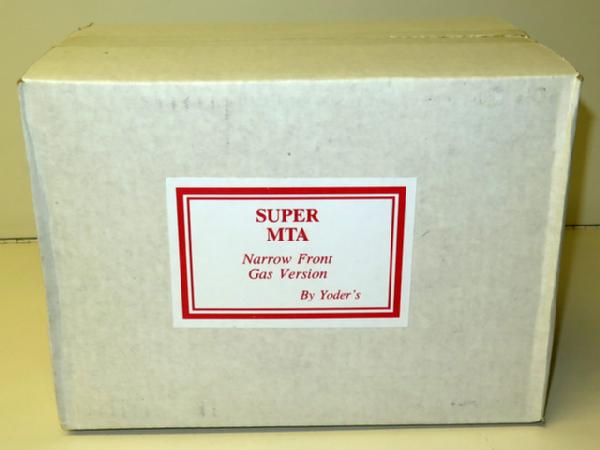 SUPER
MTA
Narrow Front
Gas Version
By Yoder's